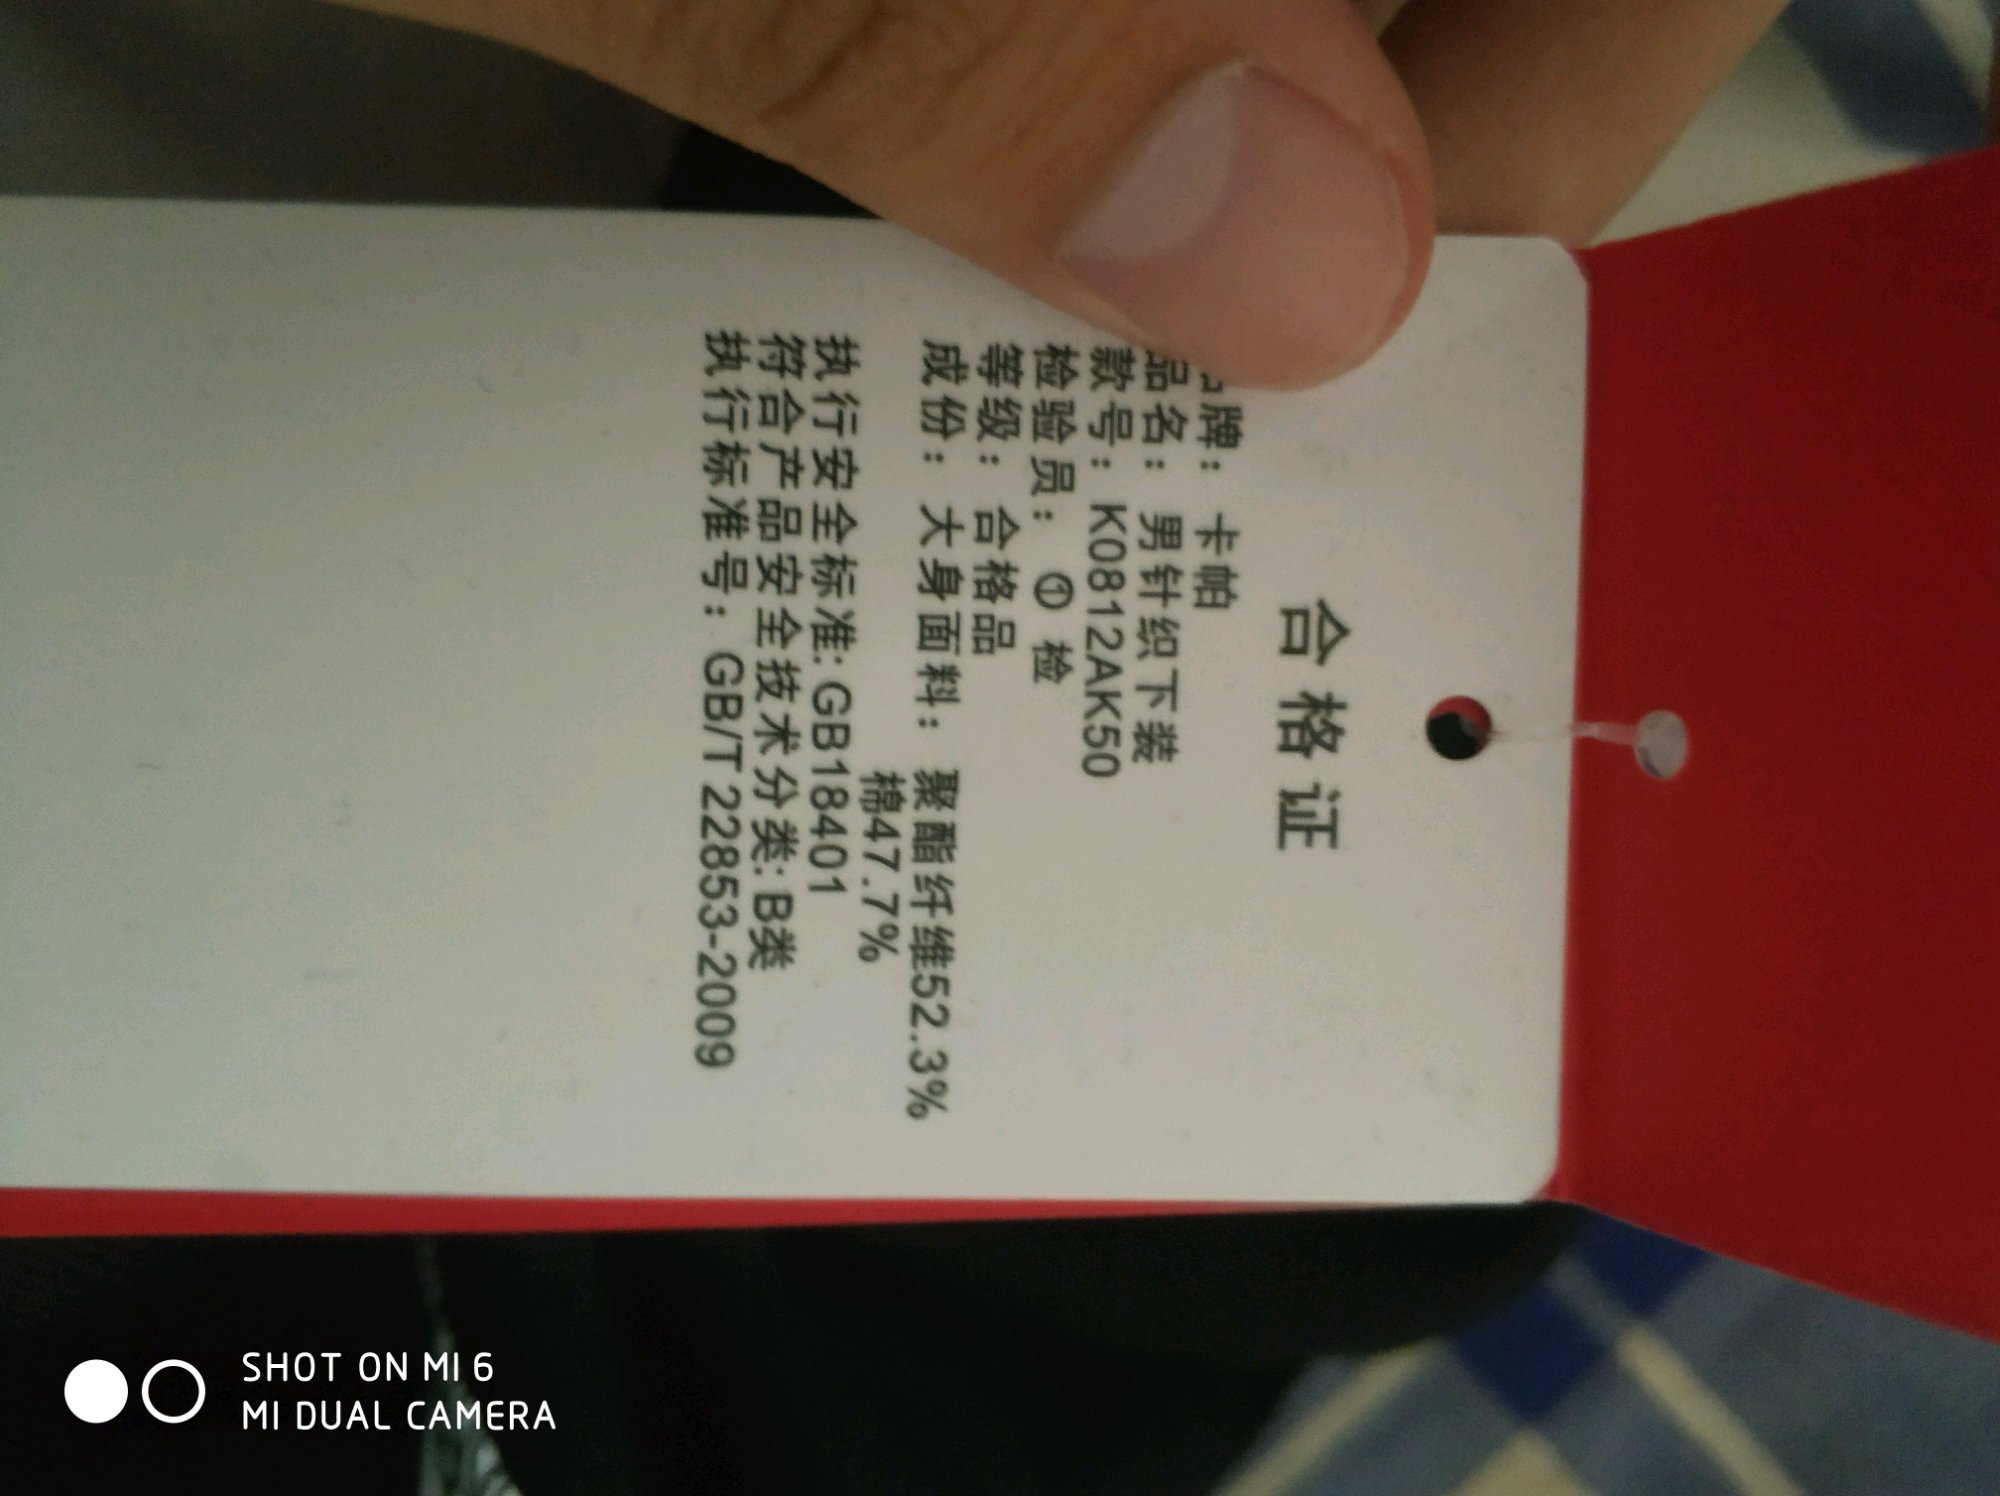 合格证
品牌：卡帕
品名：男针织下装
款号：K0812AK50
检验员：① 检
等级：合格品
成份：大身面料：聚酯纤维52.3%
棉47.7%
执行安全标准: GB18401
符合产品安全技术分类: B类
执行标准号：GB/T 22853-2009
SHOT ON MI 6
MI DUAL CAMERA